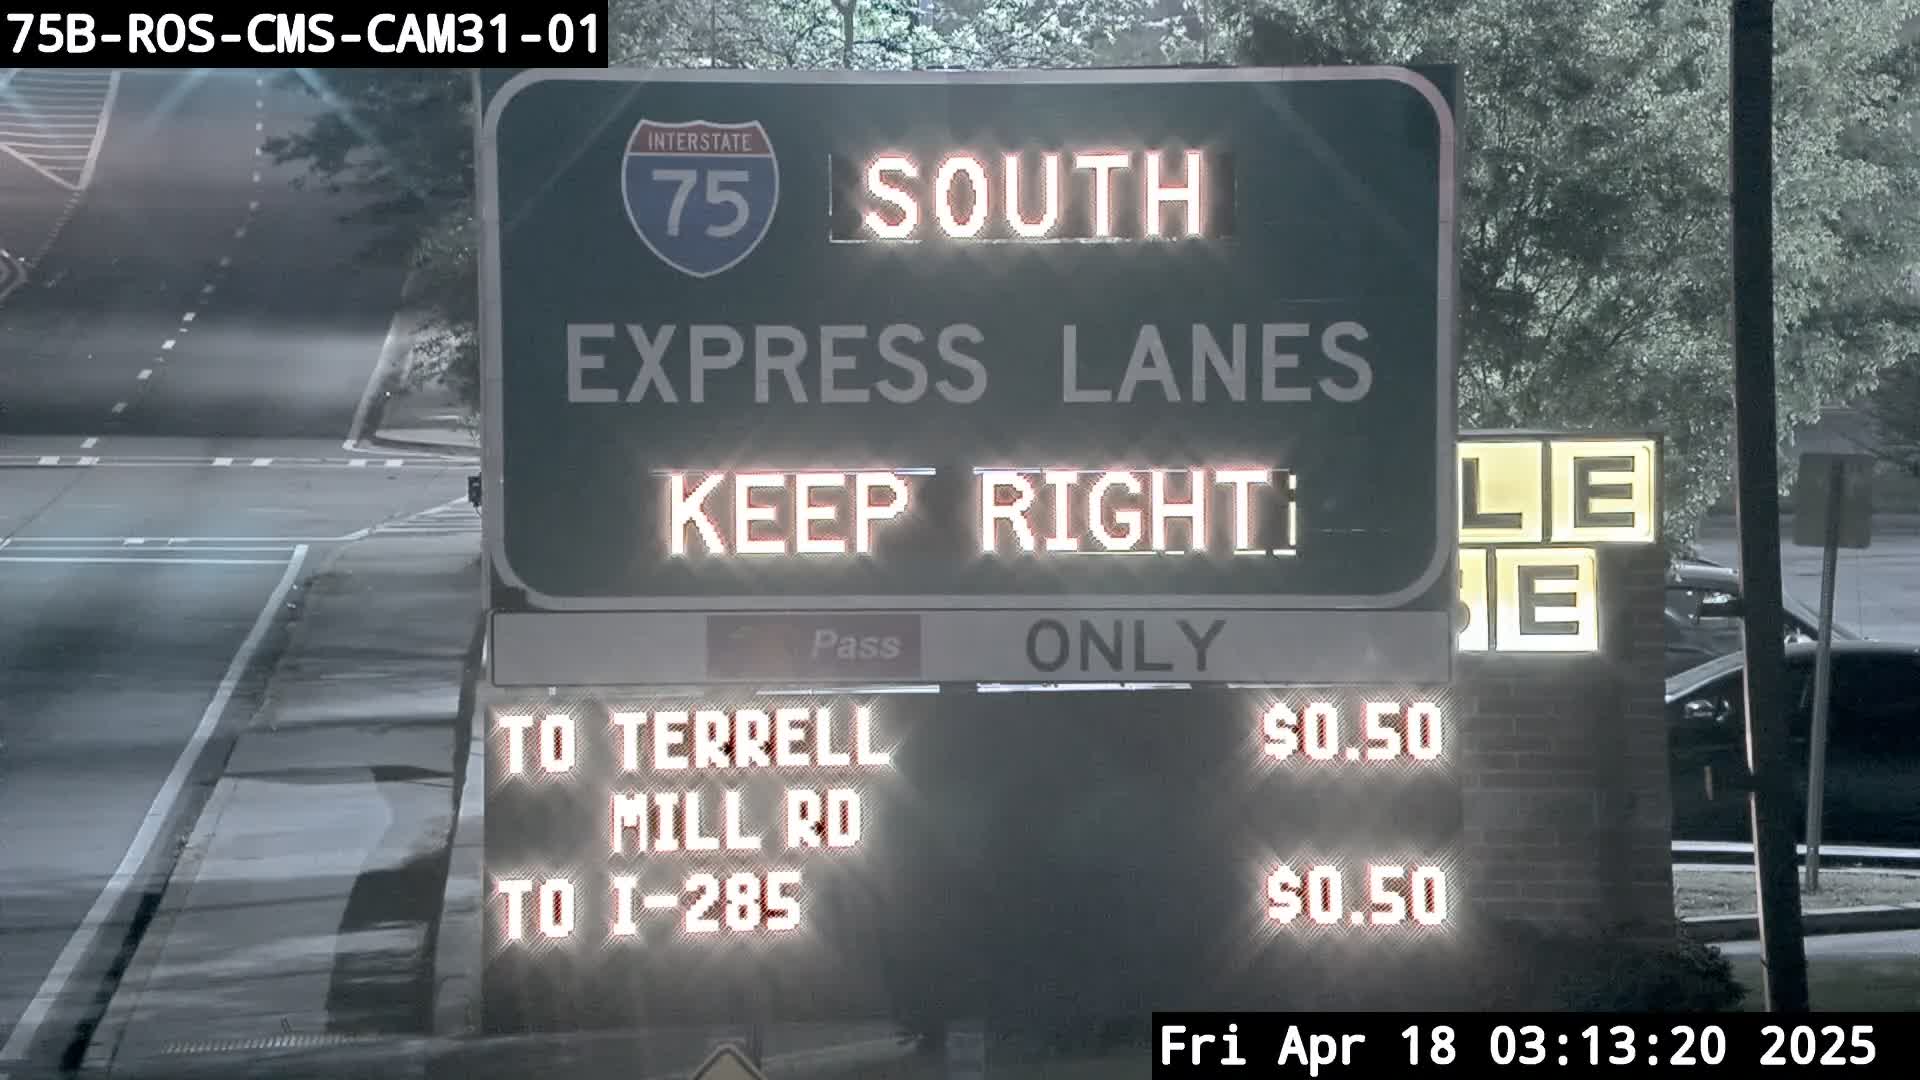 75B-ROS-CMS-CAM31-01
INTERSTATE
75
SOUTH
EXPRESS LANES
KEEP RIGHT
Pass ONLY
TO TERRELL $0.50
MILL RD
TO I-285 $0.50
LE
E
Fri Apr 18 03:13:20 2025